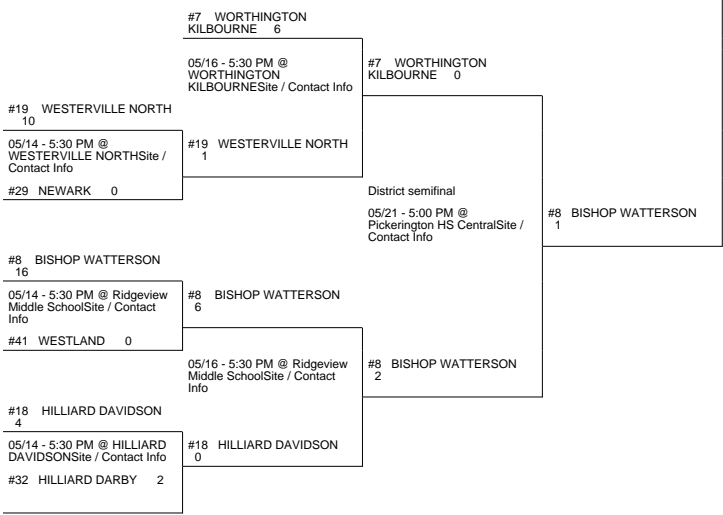 #7 WORTHINGTON
KILBOURNE 6
05/16 - 5:30 PM @
WORTHINGTON
KILBOURNESite / Contact Info
#7 WORTHINGTON
KILBOURNE 0
#19 WESTERVILLE NORTH
10
05/14 - 5:30 PM @
WESTERVILLE NORTHSite /
Contact Info
#19 WESTERVILLE NORTH
1
#29 NEWARK 0
District semifinal
05/21 - 5:00 PM @
Pickerington HS CentralSite /
Contact Info
#8 BISHOP WATTERSON
1
#8 BISHOP WATTERSON
16
05/14 - 5:30 PM @ Ridgeview
Middle SchoolSite / Contact
Info
#8 BISHOP WATTERSON
6
#41 WESTLAND 0
05/16 - 5:30 PM @ Ridgeview
Middle SchoolSite / Contact
Info
#8 BISHOP WATTERSON
2
#18 HILLIARD DAVIDSON
4
05/14 - 5:30 PM @ HILLIARD
DAVIDSONSite / Contact Info
#18 HILLIARD DAVIDSON
0
#32 HILLIARD DARBY 2